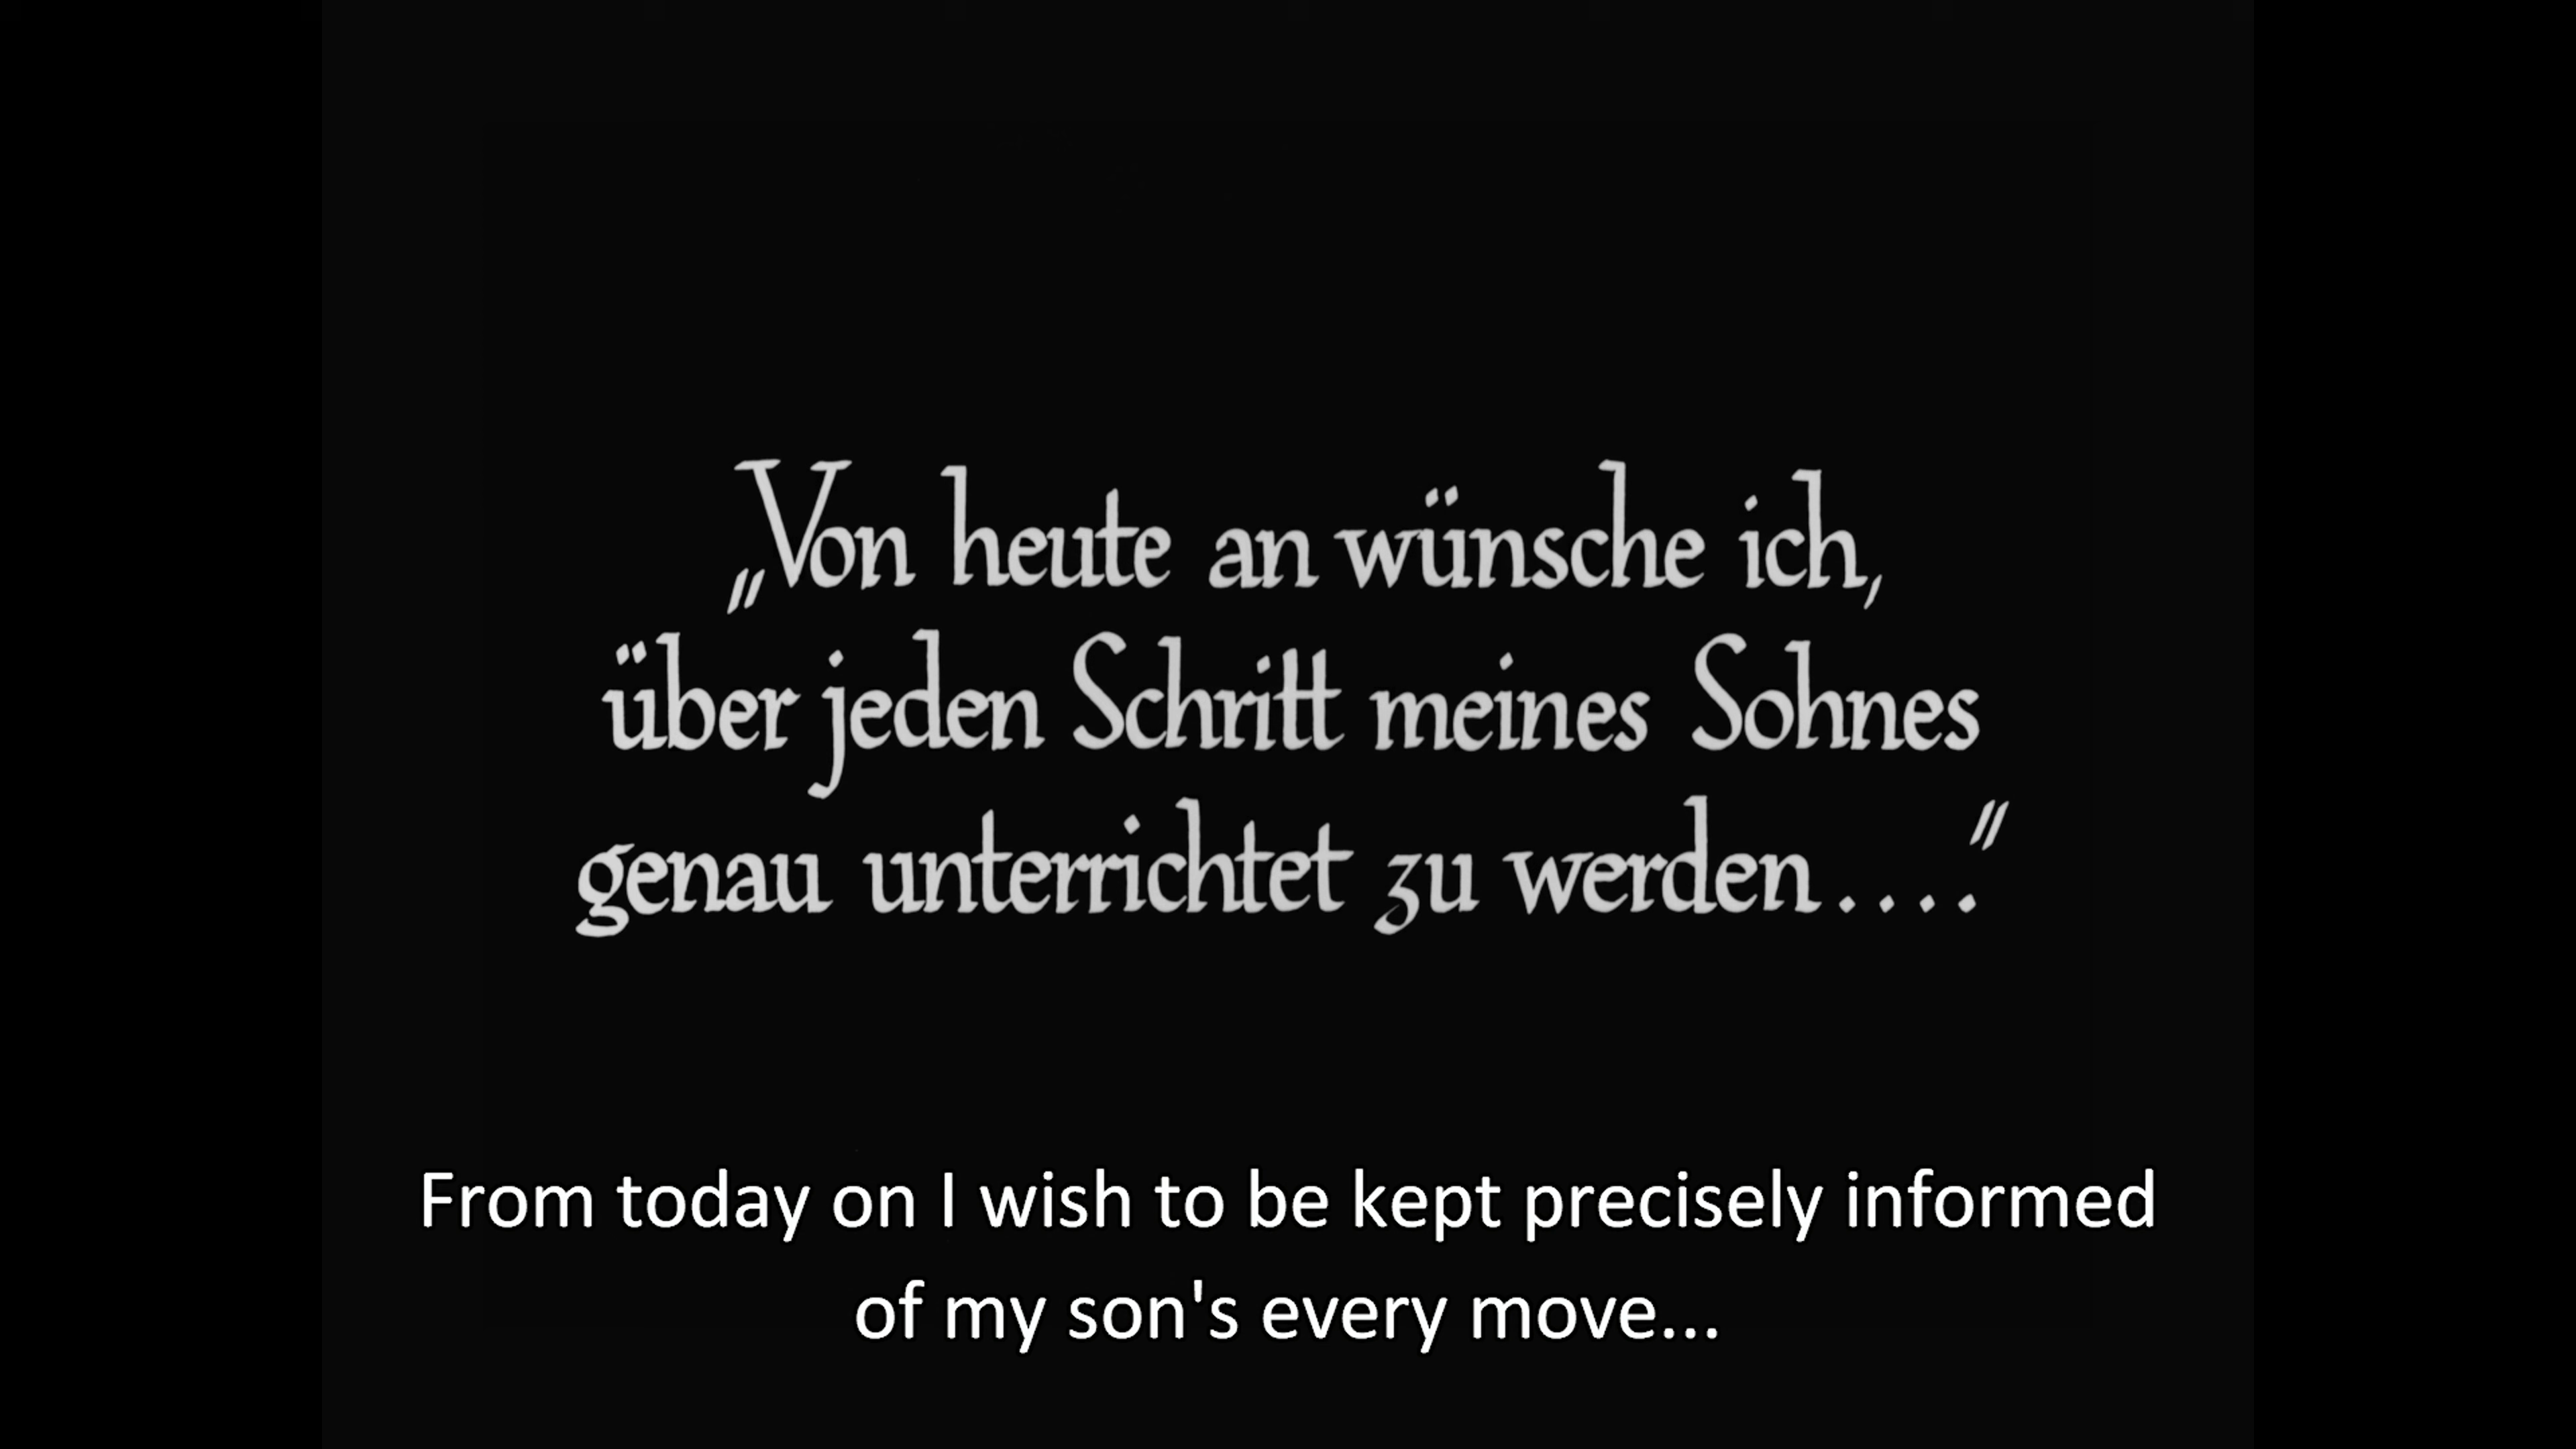 „Von heute an wünsche ich,
über jeden Schritt meines Sohnes
genau unterrichtet zu werden...."
From today on I wish to be kept precisely informed
of my son's every move...